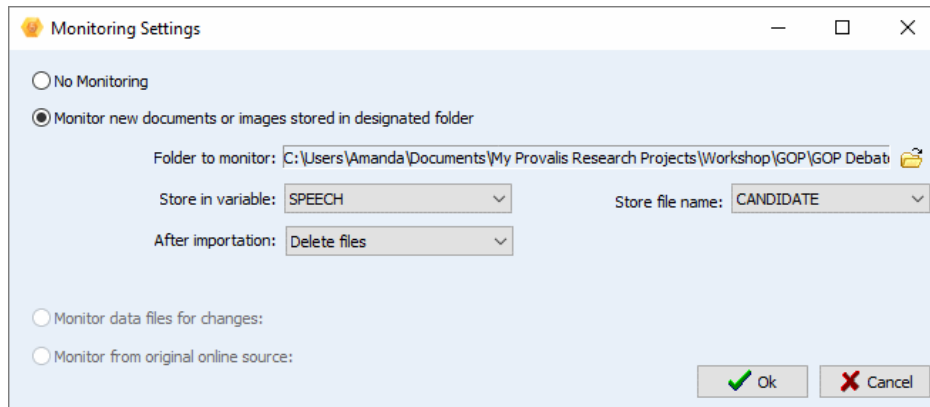 Monitoring Settings
No Monitoring
Monitor new documents or images stored in designated folder
Folder to monitor: C:\Users\Amanda\Documents\My Provalis Research Projects\Workshop\GOP\GOP Debat
Store in variable: SPEECH Store file name: CANDIDATE
After importation: Delete files
Monitor data files for changes:
Monitor from original online source:
Ok Cancel